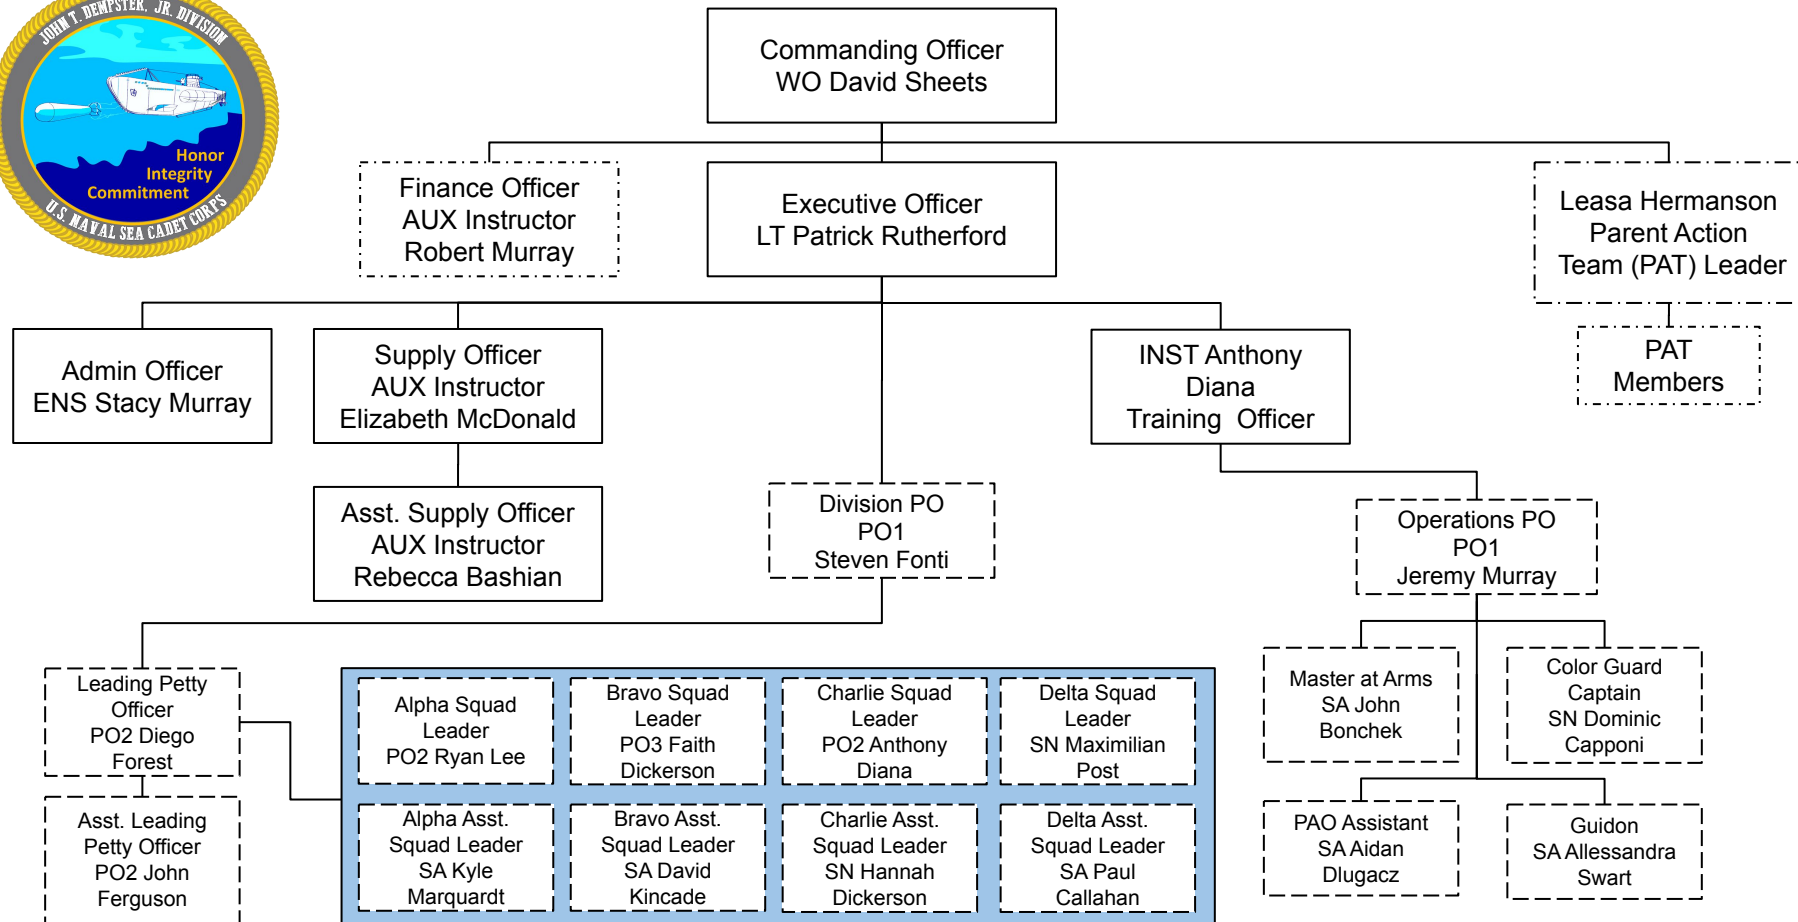 JOHN T. DEMPSTER, JR. DIVISION
Honor
Integrity
Commitment
U.S. NAVAL SEA CADET CORPS
Commanding Officer
WO David Sheets
Finance Officer
AUX Instructor
Robert Murray
Executive Officer
LT Patrick Rutherford
Leasa Hermanson
Parent Action
Team (PAT) Leader
Admin Officer
ENS Stacy Murray
Supply Officer
AUX Instructor
Elizabeth McDonald
INST Anthony
Diana
Training Officer
PAT
Members
Asst. Supply Officer
AUX Instructor
Rebecca Bashian
Division PO
PO1
Steven Fonti
Operations PO
PO1
Jeremy Murray
Leading Petty
Officer
PO2 Diego
Forest
Alpha Squad
Leader
PO2 Ryan Lee
Bravo Squad
Leader
PO3 Faith
Dickerson
Charlie Squad
Leader
PO2 Anthony
Diana
Delta Squad
Leader
SN Maximilian
Post
Master at Arms
SA John
Bonchek
Color Guard
Captain
SN Dominic
Capponi
Asst. Leading
Petty Officer
PO2 John
Ferguson
Alpha Asst.
Squad Leader
SA Kyle
Marquardt
Bravo Asst.
Squad Leader
SA David
Kincade
Charlie Asst.
Squad Leader
SN Hannah
Dickerson
Delta Asst.
Squad Leader
SA Paul
Callahan
PAO Assistant
SA Aidan
Dlugacz
Guidon
SA Allessandra
Swart